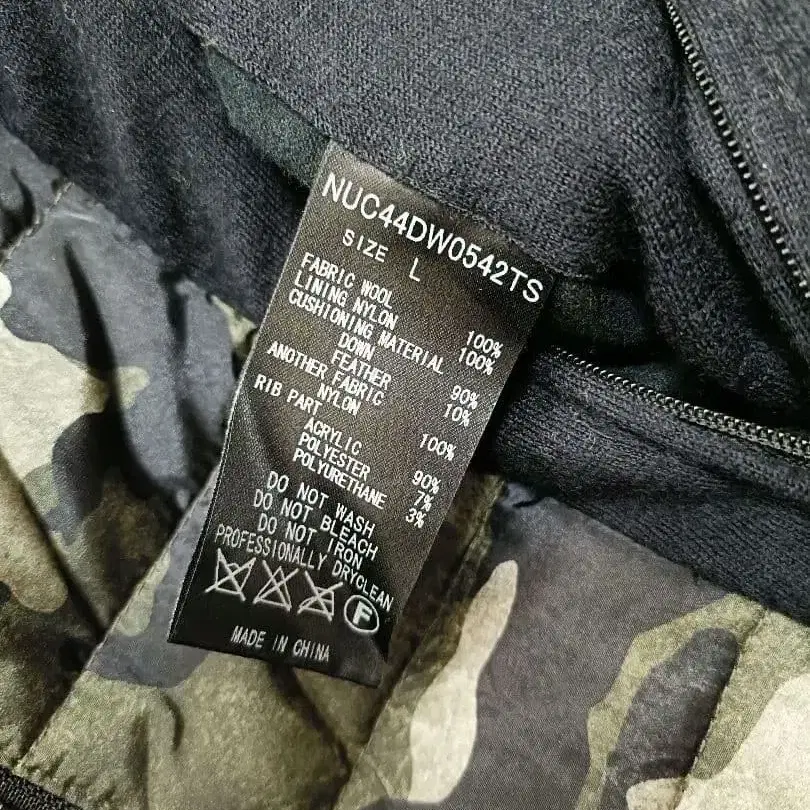 NUC44DW0542TS
SIZE L
FABRIC WOOL 100%
LINING NYLON 100%
CUSHIONING MATERIAL
DOWN 90%
FEATHER 10%
ANOTHER FABRIC
NYLON 100%
RIB PART
ACRYLIC 90%
POLYESTER 7%
POLYURETHANE 3%
DO NOT WASH
DO NOT BLEACH
DO NOT IRON
PROFESSIONALLY DRYCLEAN
F
MADE IN CHINA